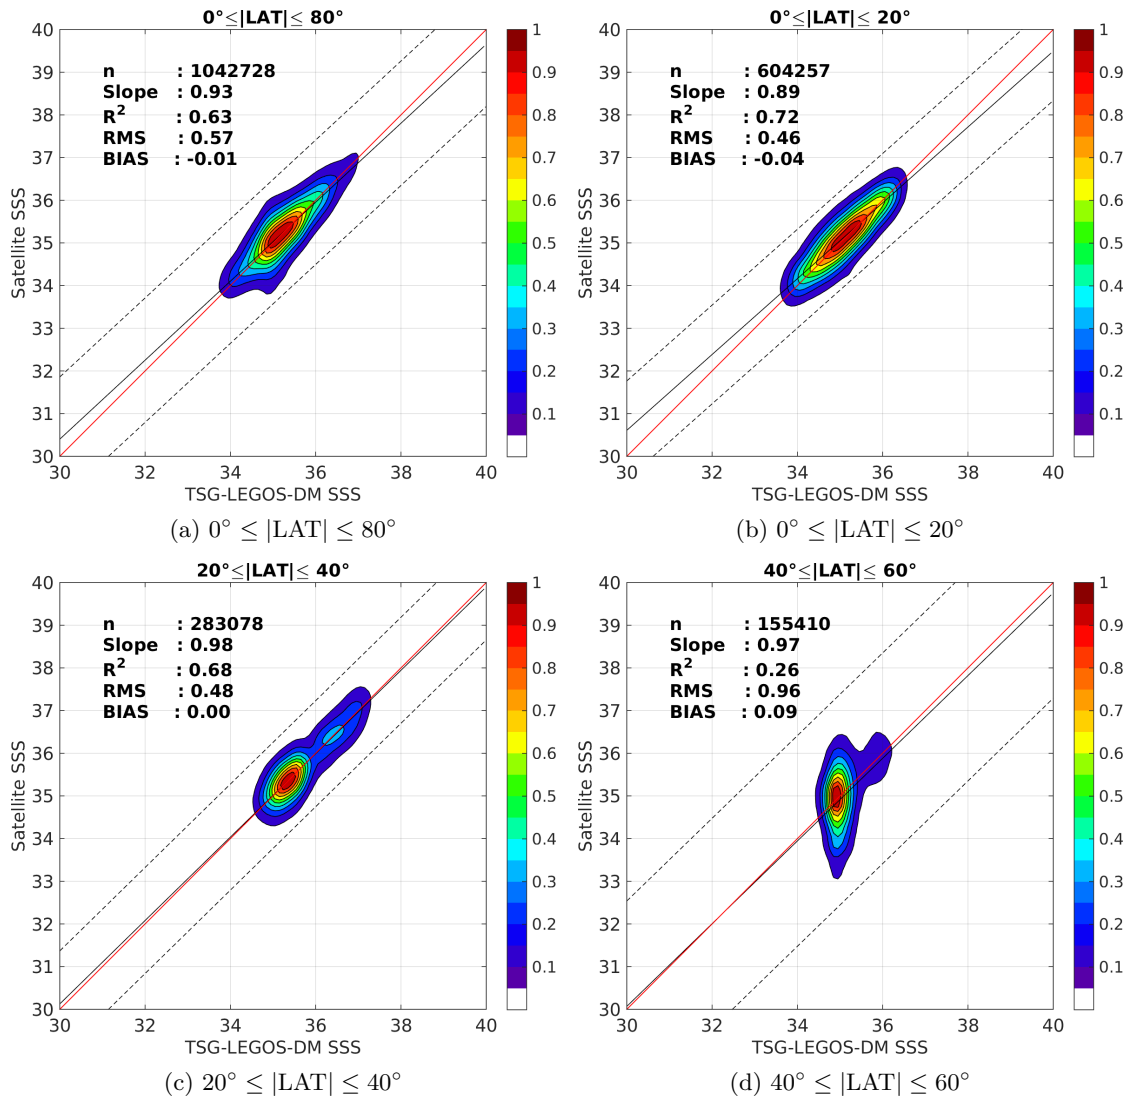 0°≤|LAT|≤ 80°
n : 1042728
Slope : 0.93
R² : 0.63
RMS : 0.57
BIAS : -0.01
40
39
38
37
36
35
34
33
32
31
30
30 32 34 36 38 40
Satellite SSS
TSG-LEGOS-DM SSS
1
0.9
0.8
0.7
0.6
0.5
0.4
0.3
0.2
0.1
(a) 0° ≤ |LAT| ≤ 80°
0°≤|LAT|≤ 20°
n : 604257
Slope : 0.89
R² : 0.72
RMS : 0.46
BIAS : -0.04
40
39
38
37
36
35
34
33
32
31
30
30 32 34 36 38 40
Satellite SSS
TSG-LEGOS-DM SSS
1
0.9
0.8
0.7
0.6
0.5
0.4
0.3
0.2
0.1
(b) 0° ≤ |LAT| ≤ 20°
20°≤|LAT|≤ 40°
n : 283078
Slope : 0.98
R² : 0.68
RMS : 0.48
BIAS : 0.00
40
39
38
37
36
35
34
33
32
31
30
30 32 34 36 38 40
Satellite SSS
TSG-LEGOS-DM SSS
1
0.9
0.8
0.7
0.6
0.5
0.4
0.3
0.2
0.1
(c) 20° ≤ |LAT| ≤ 40°
40°≤|LAT|≤ 60°
n : 155410
Slope : 0.97
R² : 0.26
RMS : 0.96
BIAS : 0.09
40
39
38
37
36
35
34
33
32
31
30
30 32 34 36 38 40
Satellite SSS
TSG-LEGOS-DM SSS
1
0.9
0.8
0.7
0.6
0.5
0.4
0.3
0.2
0.1
(d) 40° ≤ |LAT| ≤ 60°